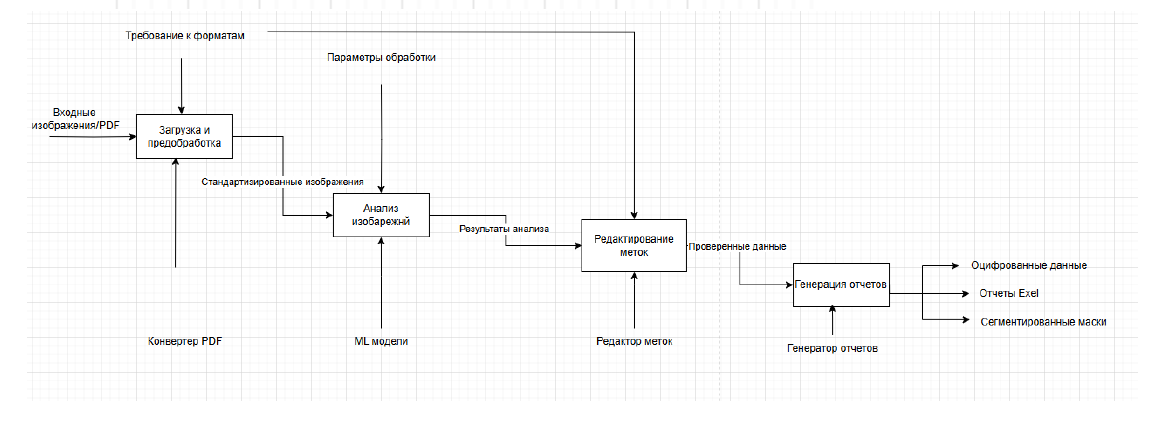 Требование к форматам
Параметры обработки
Входные
изображения/PDF
Загрузка и
предобработка
Стандартизированные изображения
Анализ
изобарежнй
Результаты анализа
Редактирование
меток
Проверенные данные
Генерация отчетов
Оцифрованные данные
Отчеты Exel
Сегментированные маски
Конвертер PDF
ML модели
Редактор меток
Генератор отчетов